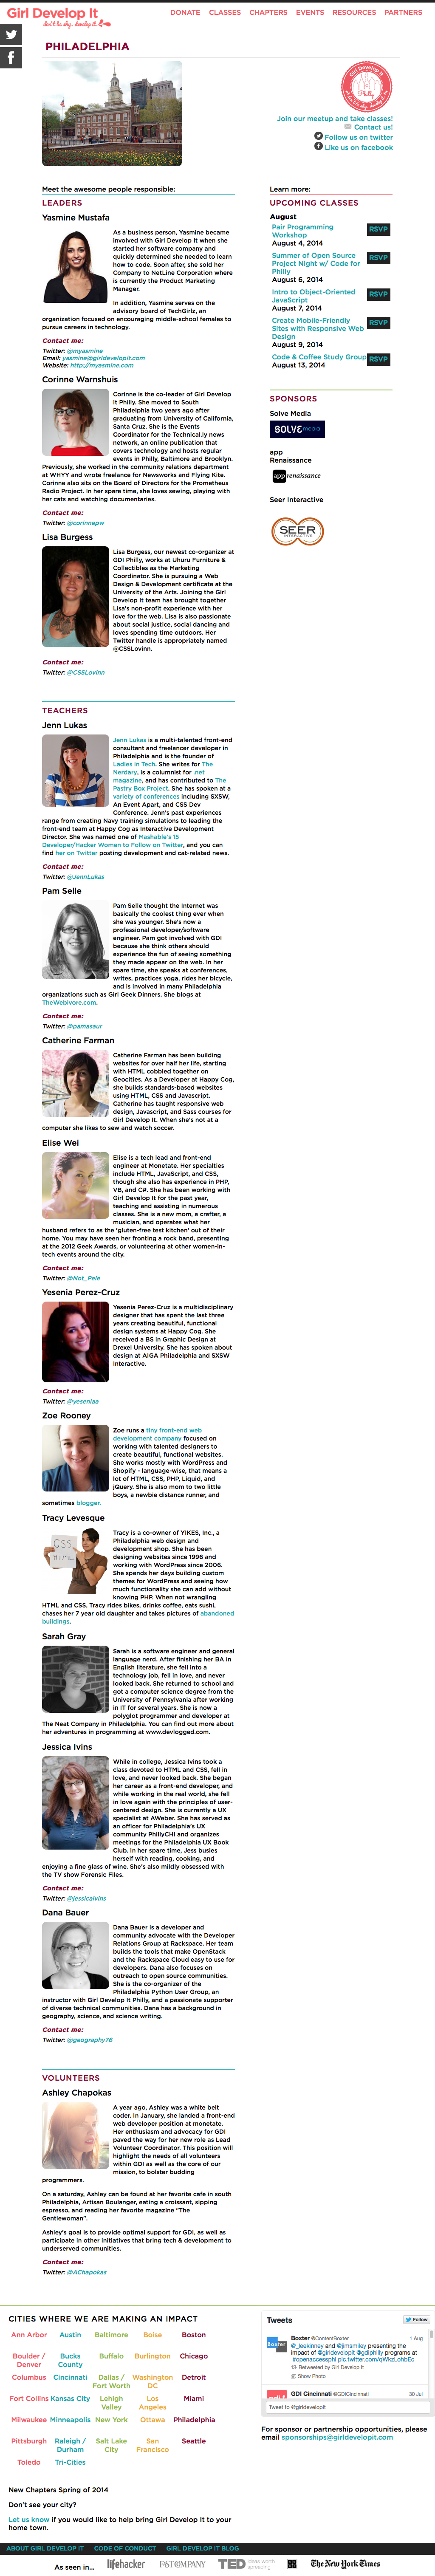 Girl Develop It
don't be shy. develop it.
DONATE CLASSES CHAPTERS EVENTS RESOURCES PARTNERS
PHILADELPHIA
Join our meetup and take classes!
Contact us!
Follow us on twitter
Like us on facebook
Meet the awesome people responsible:
LEADERS
Yasmine Mustafa
As a business person, Yasmine became
involved with Girl Develop It when she
started her software company and
quickly determined she needed to learn
how to code. Soon after, she sold her
Company to NetLine Corporation where
she is currently the Product Marketing
Manager.
In addition, Yasmine serves on the
advisory board of TechGirlz, an
organization focused on encouraging middle-school females to
pursue careers in technology.
Contact me:
Twitter: @myasmine
Email: yasmine@girldevelopit.com
Website: http://myasmine.com
Corinne Warnshuis
Corinne is the co-leader of Girl Develop
It Philly. She moved to South
Philadelphia two years ago after
graduating from University of California,
Santa Cruz. She is the Events
Coordinator for the Technical.ly news
network, an online publication that
covers technology and hosts regular
events in Philly, Baltimore and Brooklyn.
Previously, she worked in the community relations department
at WHYY and wrote freelance for Newsworks and Flying Kite.
Corinne also sits on the Board of Directors for the Prometheus
Radio Project. In her spare time, she loves sewing, playing with
her cats and watching documentaries.
Contact me:
Twitter: @corinnepw
Lisa Burgess
Lisa Burgess, our newest co-organizer at
GDI Philly, works at Uhuru Furniture &
Collectibles as the Marketing
Coordinator. She is pursuing a Web
Design & Development certificate at the
University of the Arts. Joining the Girl
Develop It team has brought together
Lisa's non-profit experience with her
love for the web. Lisa is also passionate
about social justice, social dancing and
loves spending time outdoors. Her
Twitter handle is appropriately named
@CSSLovinn.
Contact me:
Twitter: @CSSLovinn
TEACHERS
Jenn Lukas
Jenn Lukas is a multi-talented front-end
consultant and freelancer developer in
Philadelphia and is the founder of
Ladies in Tech. She writes for The
Nerdary, is a columnist for .net
magazine, and has contributed to The
Pastry Box Project. She has spoken at a
variety of conferences including SXSW,
An Event Apart, and CSS Dev
Conference. Jenn's past experiences
range from creating Navy training simulations to leading the
front-end team at Happy Cog as Interactive Development
Director. She was named one of Mashable's 15
Developer/Hacker Women to Follow on Twitter, and you can
find her on Twitter posting development and cat-related news.
Contact me:
Twitter: @JennLukas
Pam Selle
Pam Selle thought the Internet was
basically the coolest thing ever when
she was younger. She's now a
professional developer/software
engineer. Pam got involved with GDI
because she think others should
experience the fun of seeing something
they made appear on the web. In her
spare time, she speaks at conferences,
writes, practices yoga, rides her bicycle,
and is involved in many Philadelphia
organizations such as Girl Geek Dinners. She blogs at
TheWebivore.com.
Contact me:
Twitter: @pamasaur
Catherine Farman
Catherine Farman has been building
websites for over half her life, starting
with HTML cobbled together on
Geocities. As a Developer at Happy Cog,
she builds standards-based websites
using HTML, CSS and Javascript.
Catherine has taught responsive web
design, Javascript, and Sass courses for
Girl Develop It. When she's not at a
computer she likes to sew and watch soccer.
Elise Wei
Elise is a tech lead and front-end
engineer at Monetate. Her specialties
include HTML, JavaScript, and CSS,
though she also has experience in PHP,
VB, and C#. She has been working with
Girl Develop It for the past year,
teaching and assisting in numerous
classes. She is a new mom, a crafter, a
musician, and operates what her
husband refers to as the 'gluten-free test kitchen' out of their
home. You may have seen her fronting a rock band, presenting
at the 2012 Geek Awards, or volunteering at other women-in-
tech events around the city.
Contact me:
Twitter: @Not_Pele
Yesenia Perez-Cruz
Yesenia Perez-Cruz is a multidisciplinary
designer that has spent the last three
years creating beautiful, functional
design systems at Happy Cog. She
received a BS in Graphic Design at
Drexel University. She has spoken about
design at AIGA Philadelphia and SXSW
Interactive.
Contact me:
Twitter: @yeseniaa
Zoe Rooney
Zoe runs a tiny front-end web
development company focused on
working with talented designers to
create beautiful, functional websites.
She works mostly with WordPress and
Shopify - language-wise, that means a
lot of HTML, CSS, PHP, Liquid, and
jQuery. She is also mom to two little
boys, a newbie distance runner, and
sometimes blogger.
Tracy Levesque
Tracy is a co-owner of YIKES, Inc., a
Philadelphia web design and
development shop. She has been
designing websites since 1996 and
working with WordPress since 2006.
She spends her days building custom
themes for WordPress and seeing how
much functionality she can add without
knowing PHP. When not wrangling
HTML and CSS, Tracy rides bikes, drinks coffee, eats sushi,
chases her 7 year old daughter and takes pictures of abandoned
buildings.
Sarah Gray
Sarah is a software engineer and general
language nerd. After finishing her BA in
English literature, she fell into a
technology job, fell in love, and never
looked back. She returned to school and
got a computer science degree from the
University of Pennsylvania after working
in IT for several years. She is now a
polyglot programmer and developer at
The Neat Company in Philadelphia. You can find out more about
her adventures in programming at www.devlogged.com.
Jessica Ivins
While in college, Jessica Ivins took a
class devoted to HTML and CSS, fell in
love, and never looked back. She began
her career as a front-end developer, and
while working in the real world, she fell
in love again with the principles of user-
centered design. She is currently a UX
specialist at AWeber. She has served as
an officer for Philadelphia's UX
community PhillyCHI and organizes
meetings for the Philadelphia UX Book
Club. In her spare time, Jess busies
herself with reading, cooking, and
enjoying a fine glass of wine. She's also mildly obsessed with
the TV show Forensic Files.
Contact me:
Twitter: @jessicaivins
Dana Bauer
Dana Bauer is a developer and
community advocate with the Developer
Relations Group at Rackspace. Her team
builds the tools that make OpenStack
and the Rackspace Cloud easy to use for
developers. Dana also focuses on
outreach to open source communities.
She is the co-organizer of the
Philadelphia Python User Group, an
instructor with Girl Develop It Philly, and a passionate supporter
of diverse technical communities. Dana has a background in
geography, science, and science writing.
Contact me:
Twitter: @geography76
VOLUNTEERS
Ashley Chapokas
A year ago, Ashley was a white belt
coder. In January, she landed a front-end
web developer position at monetate.
Her enthusiasm and advocacy for GDI
paved the way for her new role as Lead
Volunteer Coordinator. This position will
highlight the needs of all volunteers
within GDI as well as the core of our
mission, to bolster budding
programmers.
On a saturday, Ashley can be found at her favorite cafe in south
Philadelphia, Artisan Boulanger, eating a croissant, sipping
espresso, and reading her favorite magazine "The
Gentlewoman".
Ashley's goal is to provide optimal support for GDI, as well as
participate in other initiatives that bring tech & development to
underserved communities.
Contact me:
Twitter: @AChapokas
Learn more:
UPCOMING CLASSES
August
Pair Programming
Workshop
August 4, 2014
RSVP
Summer of Open Source
Project Night w/ Code for
Philly
August 6, 2014
RSVP
Intro to Object-Oriented
JavaScript
August 7, 2014
RSVP
Create Mobile-Friendly
Sites with Responsive Web
Design
August 9, 2014
RSVP
Code & Coffee Study Group
August 13, 2014
RSVP
SPONSORS
Solve Media
SOLVEmedia
app
Renaissance
app renaissance
Seer Interactive
SEER
INTERACTIVE
CITIES WHERE WE ARE MAKING AN IMPACT
Ann Arbor Austin Baltimore Boise Boston
Boulder / Denver Bucks County Buffalo Burlington Chicago
Columbus Cincinnati Dallas / Fort Worth Washington DC Detroit
Fort Collins Kansas City Lehigh Valley Los Angeles Miami
Milwaukee Minneapolis New York Ottawa Philadelphia
Pittsburgh Raleigh / Durham Salt Lake City San Francisco Seattle
Toledo Tri-Cities
New Chapters Spring of 2014
Don't see your city?
Let us know if you would like to help bring Girl Develop It to your
home town.
Tweets
Follow
Boxter @ContentBoxter 1 Aug
@_leekinney and @jimsmiley presenting the
impact of @girldevelopit @gdiphilly programs at
#openaccessphl pic.twitter.com/qWkzLohbEc
Retweeted by Girl Develop It
Show Photo
GDI Cincinnati @GDICincinnati 30 Jul
Tweet to @girldevelopit
For sponsor or partnership opportunities, please
email sponsorships@girldevelopit.com
ABOUT GIRL DEVELOP IT CODE OF CONDUCT GIRL DEVELOP IT BLOG
As seen in...
lifehacker
FAST COMPANY
TED ideas worth spreading
The New York Times